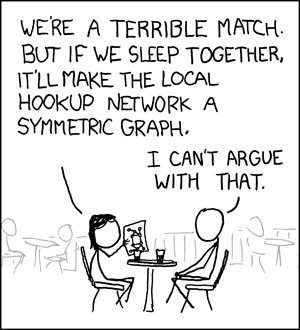 WE'RE A TERRIBLE MATCH.
BUT IF WE SLEEP TOGETHER,
IT'LL MAKE THE LOCAL
HOOKUP NETWORK A
SYMMETRIC GRAPH.
I CAN'T ARGUE
WITH THAT.